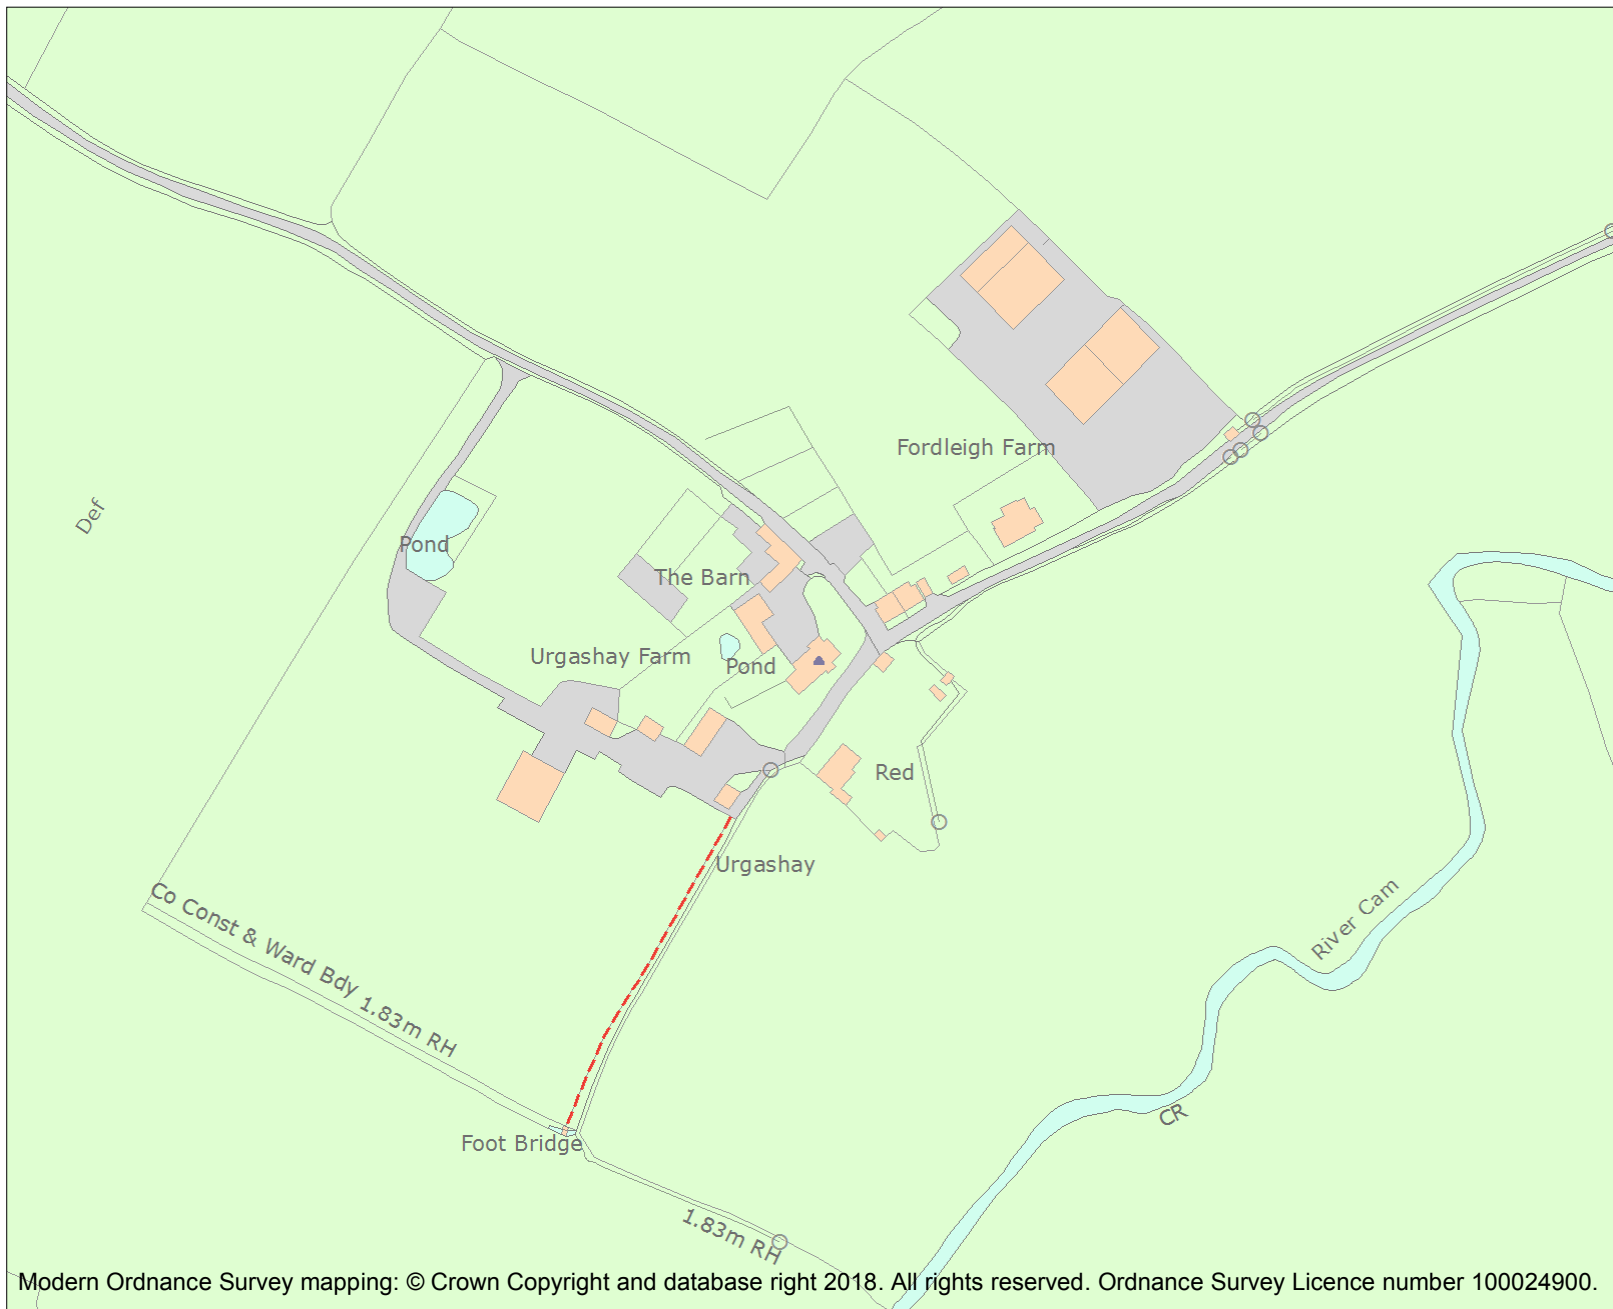 Fordleigh Farm
Def
Pond
The Barn
Urgashay Farm
Pond
Red
Urgashay
Co Const & Ward Bdy 1.83m RH
River Cam
CR
Foot Bridge
1.83m RH
Modern Ordnance Survey mapping: © Crown Copyright and database right 2018. All rights reserved. Ordnance Survey Licence number 100024900.